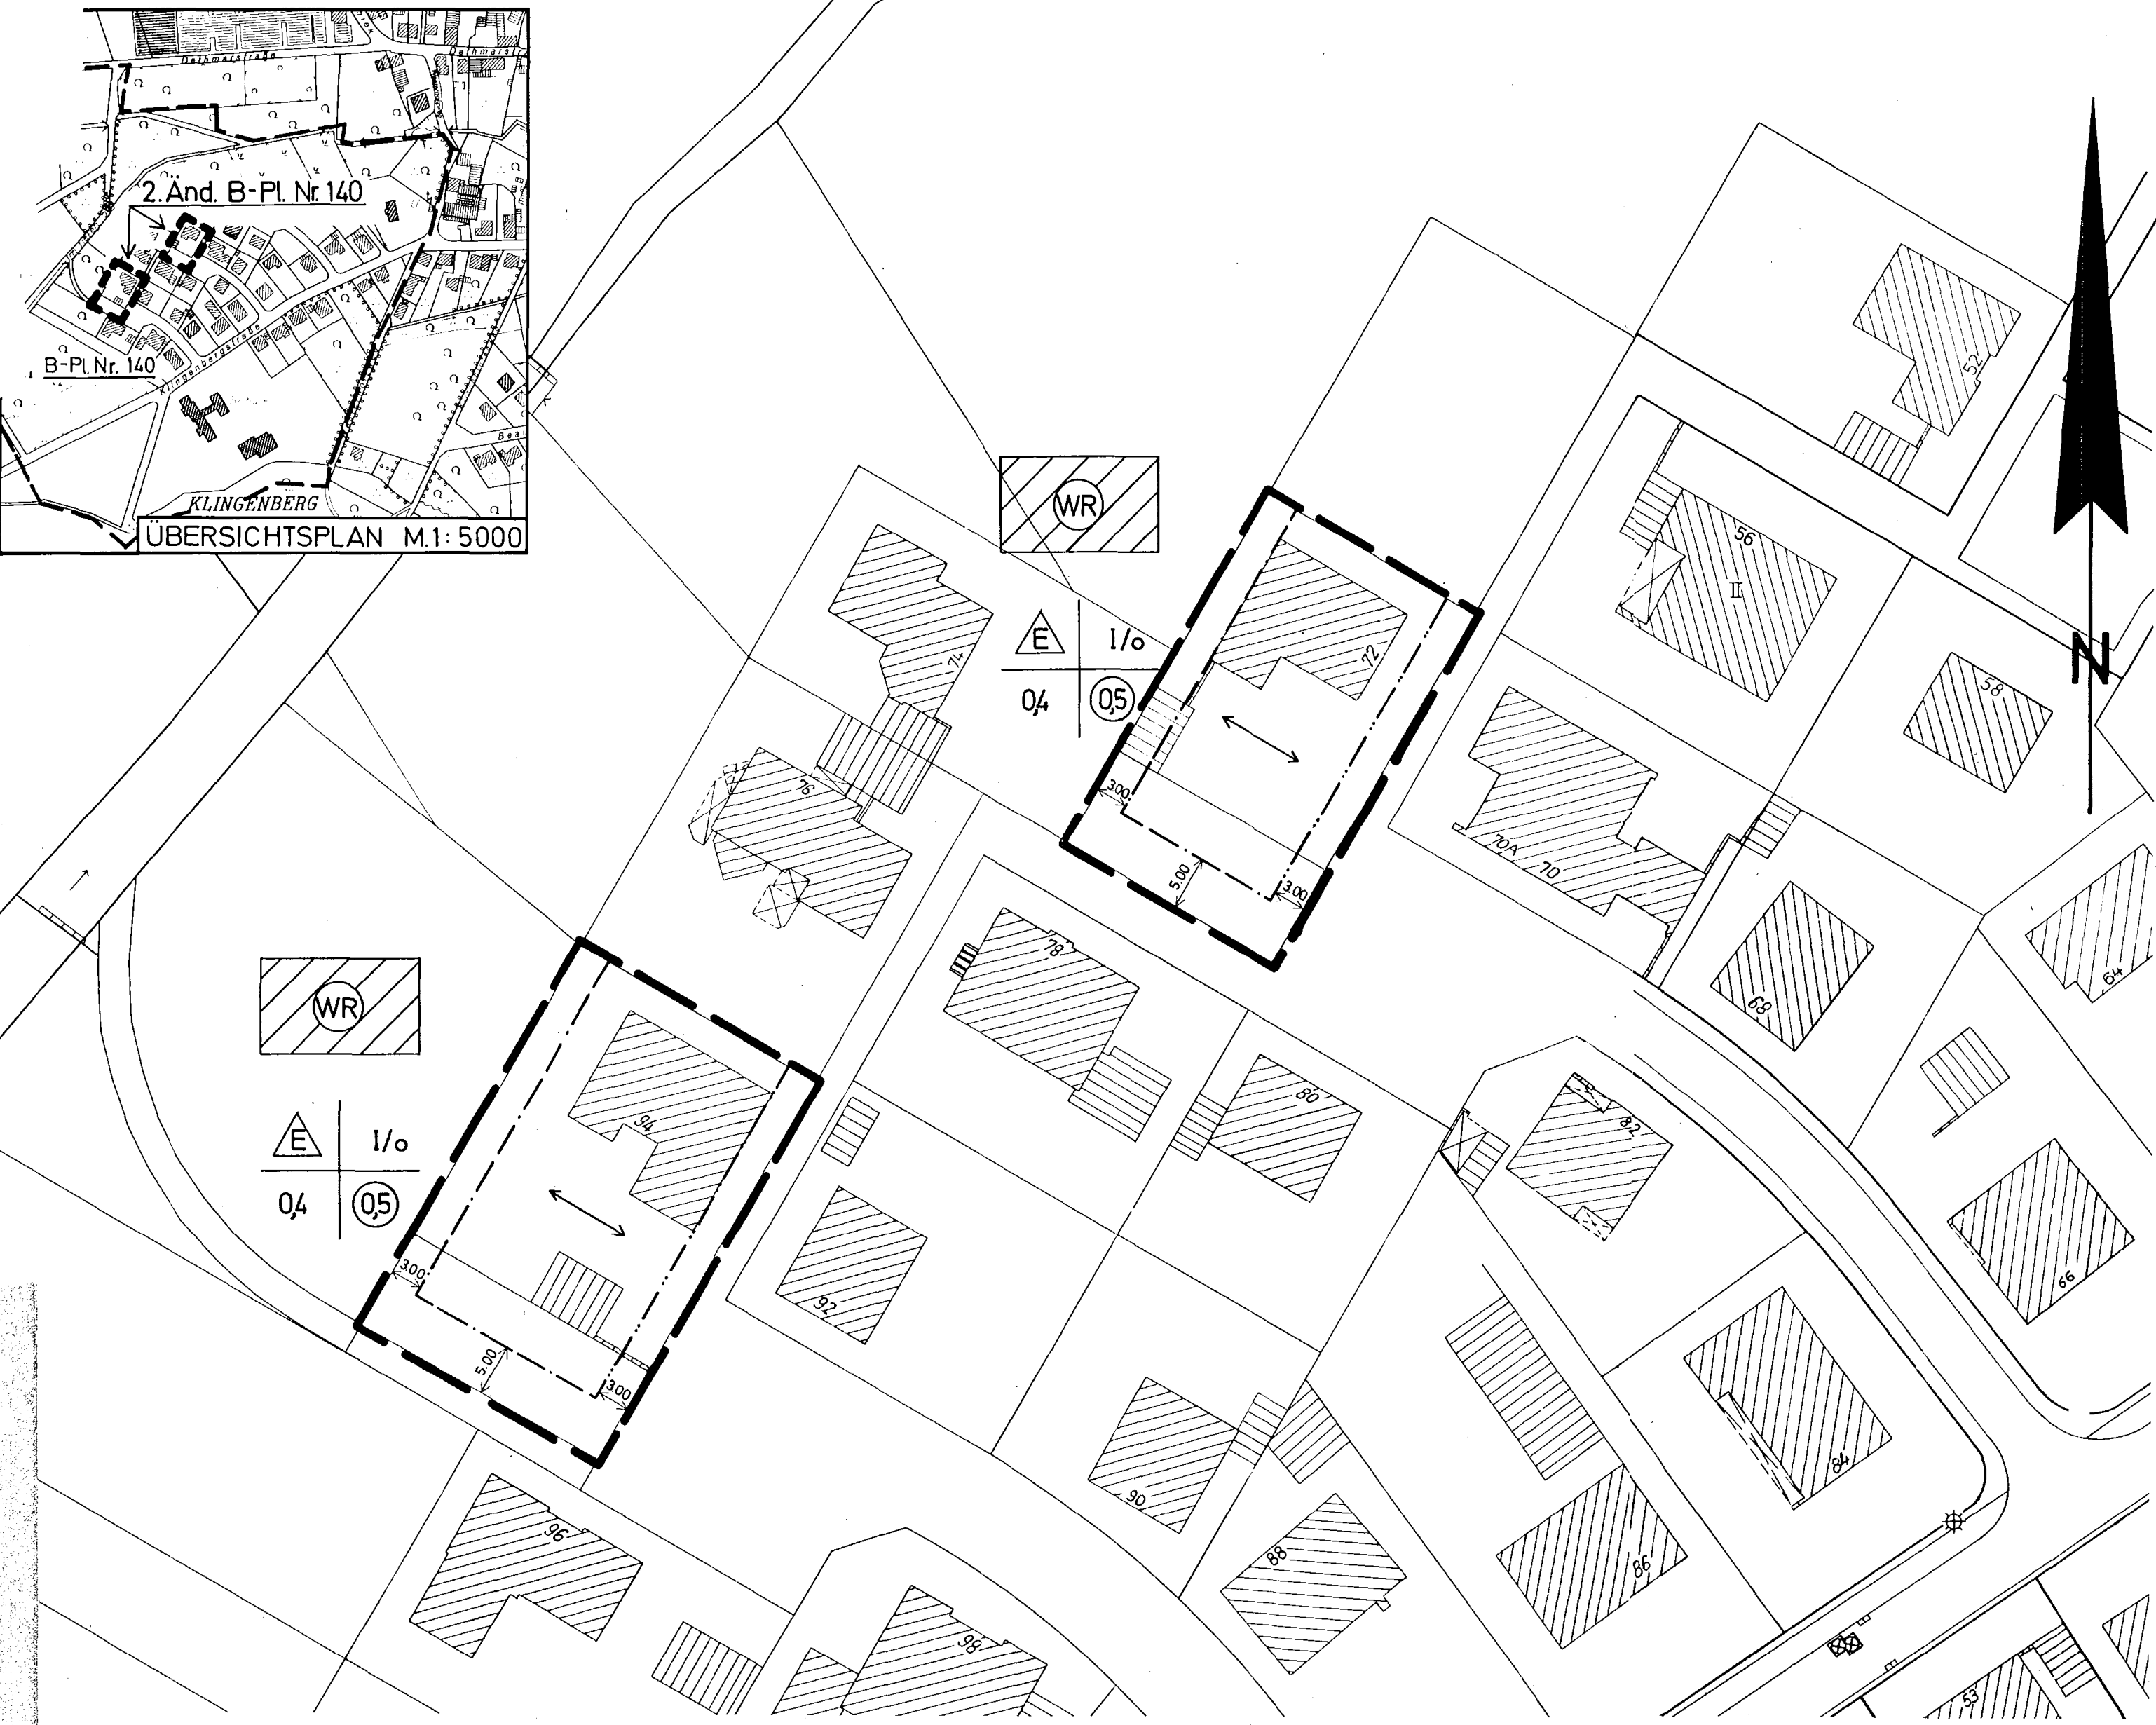 Dethmarstraße
Dethmarstr
2. Änd. B-Pl. Nr. 140
B-Pl. Nr. 140
Klingenbergstraße
Beau
KLINGENBERG
ÜBERSICHTSPLAN M. 1: 5000
N
52
WR
56
II
E I/o
0,4 0,5
72
74
58
76
3.00
5.00
3.00
70A
70
78
68
64
WR
80
82
E I/o
0,4 0,5
94
66
3.00
92
5.00
3.00
84
90
96
88
86
98
53